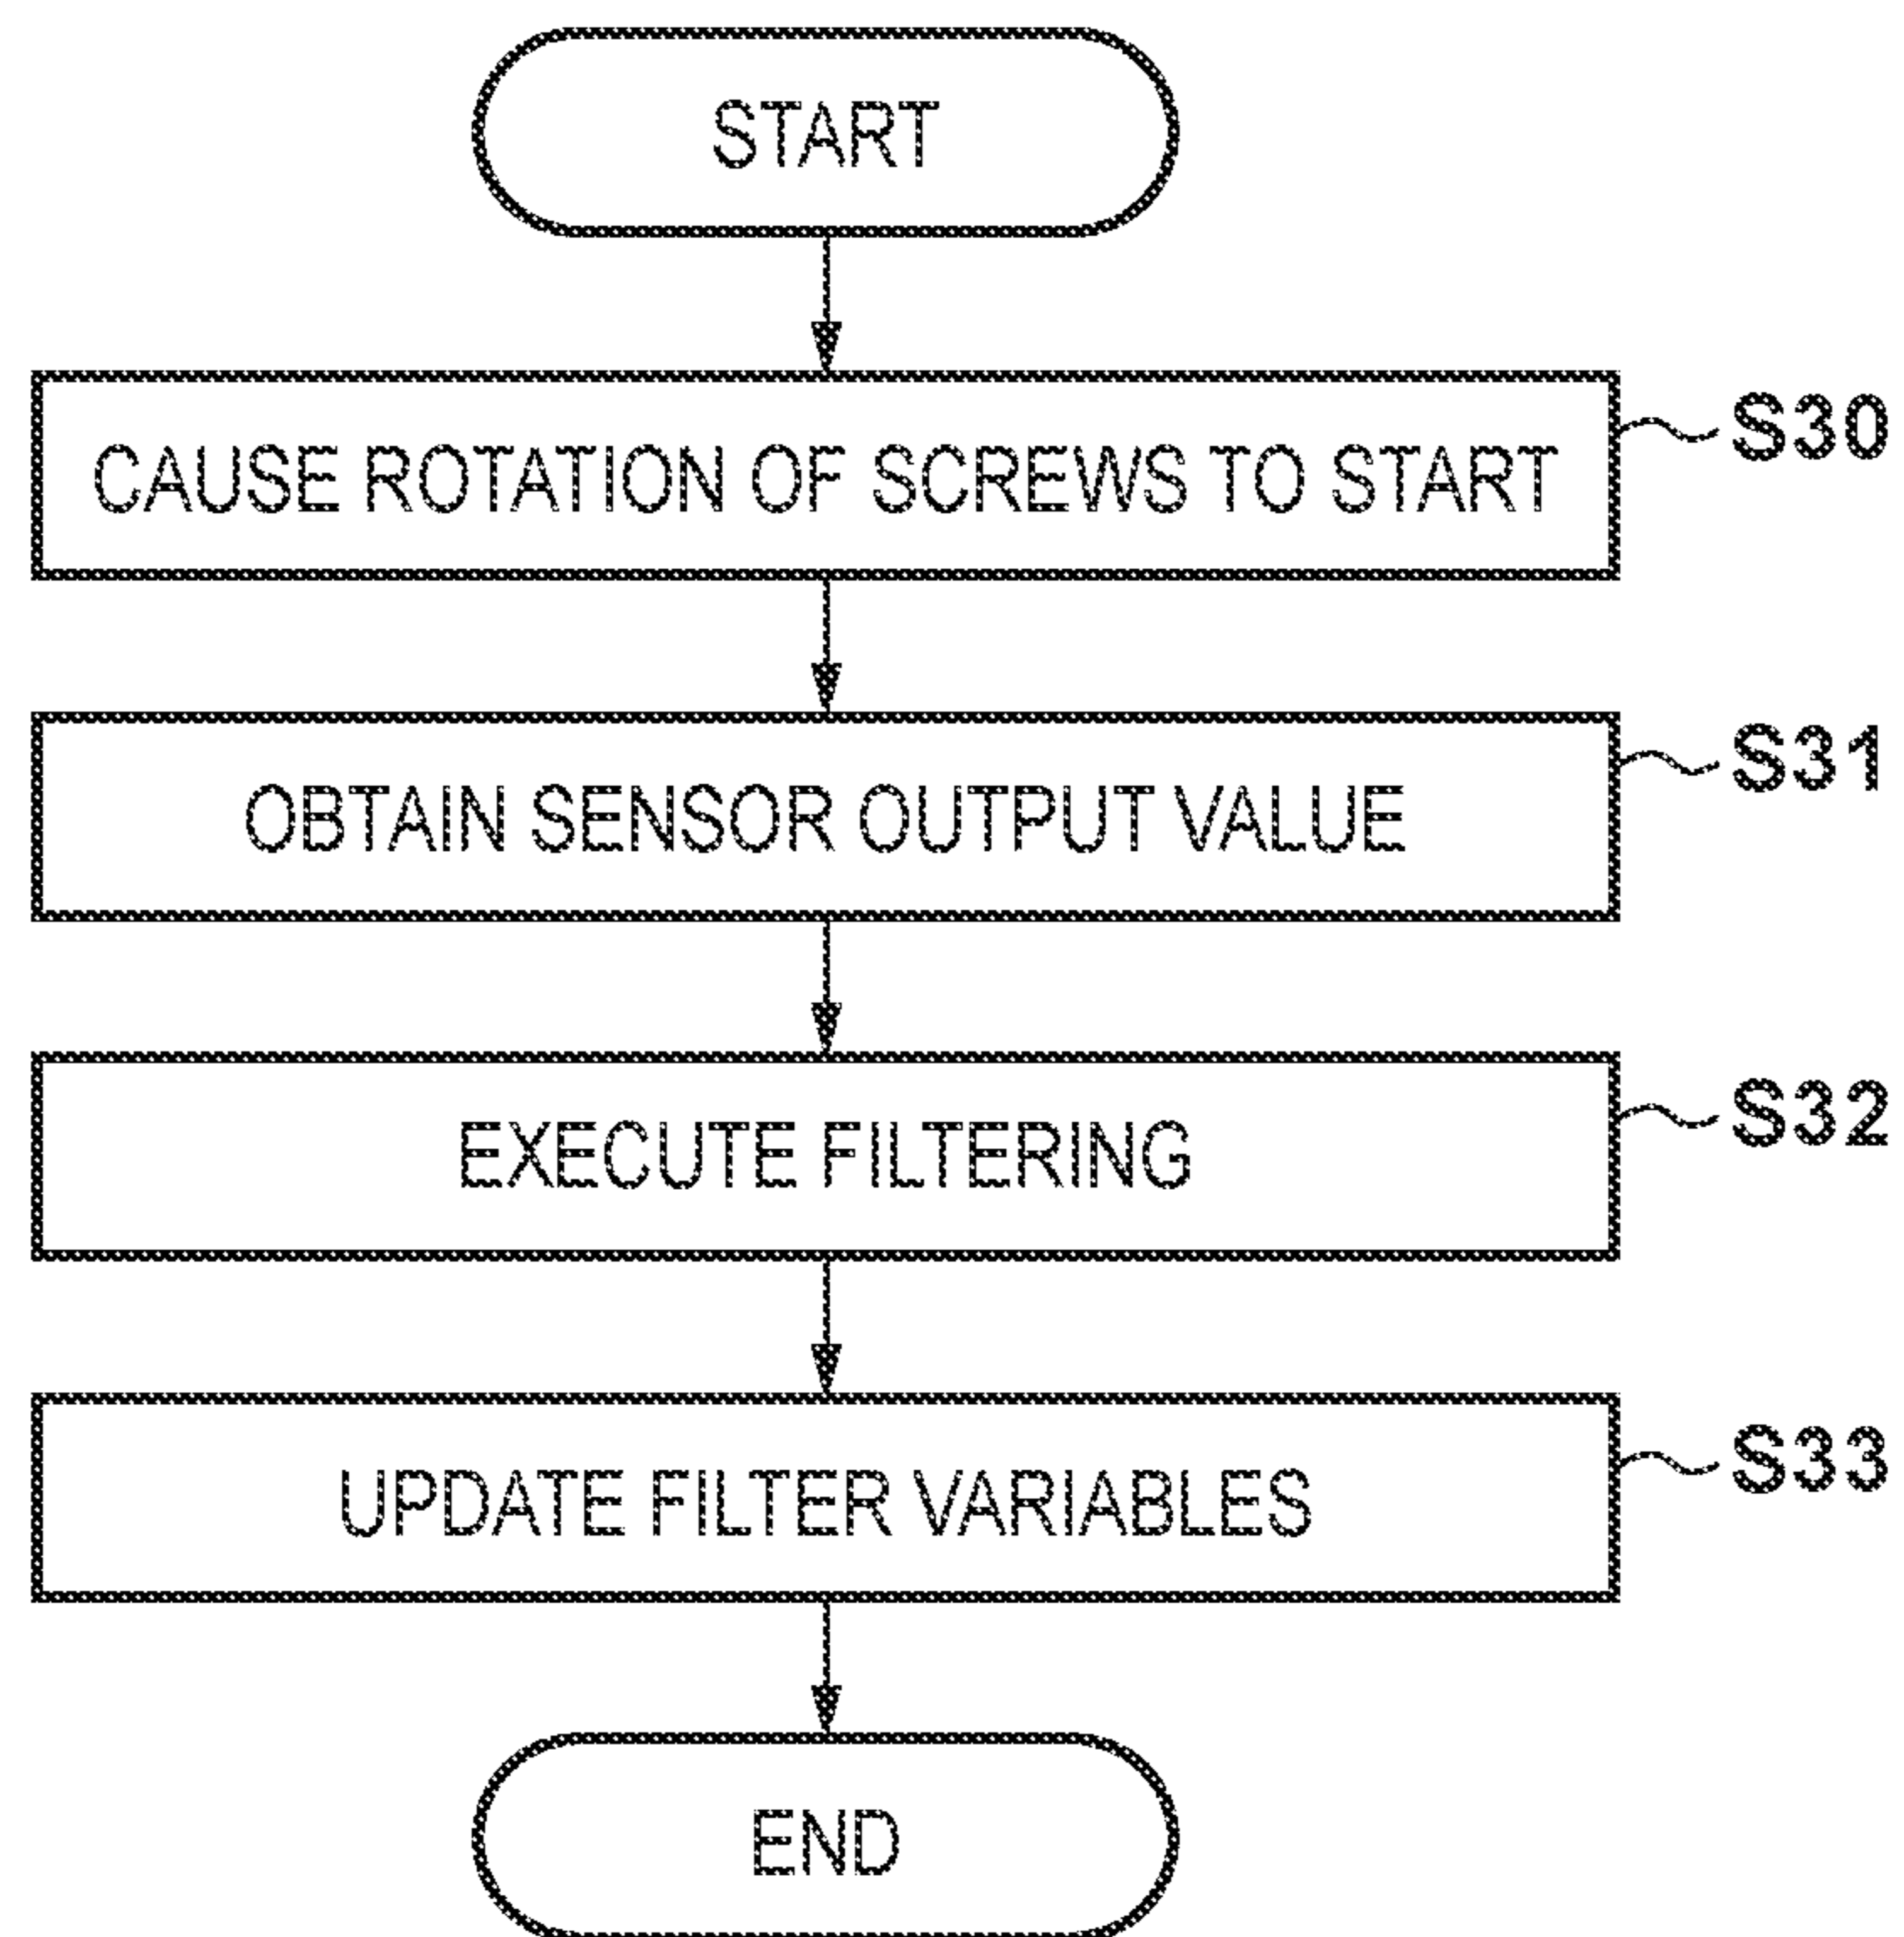 START
CAUSE ROTATION OF SCREWS TO START
S30
OBTAIN SENSOR OUTPUT VALUE
S31
EXECUTE FILTERING
S32
UPDATE FILTER VARIABLES
S33
END